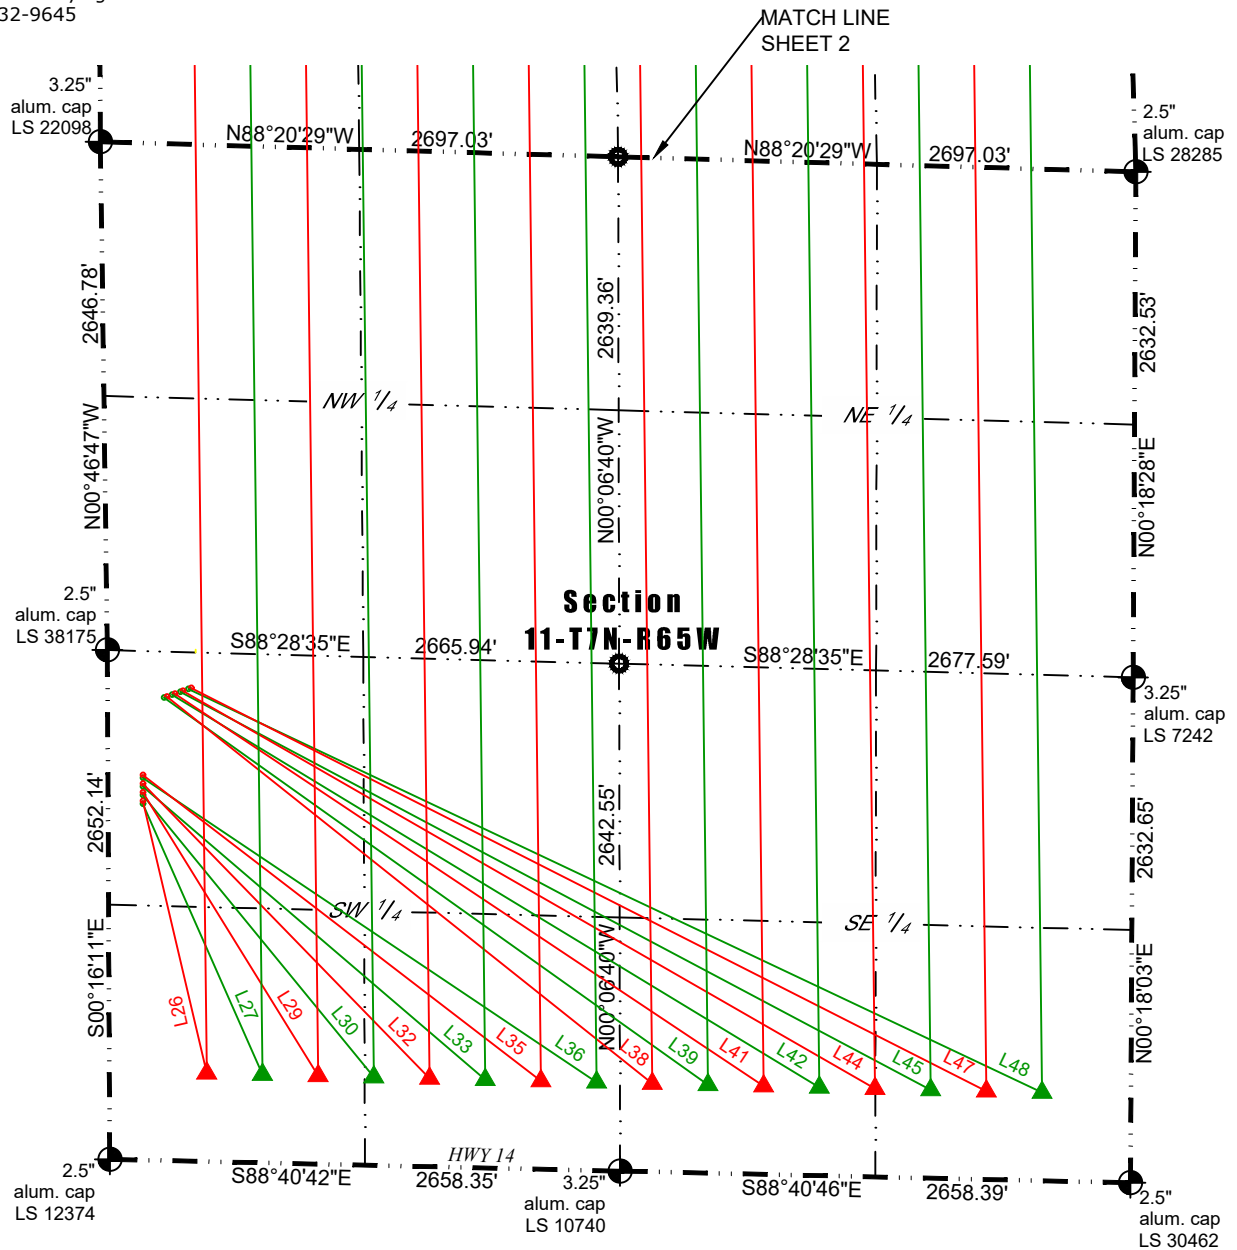 32-9645
MATCH LINE
SHEET 2
3.25"
alum. cap
LS 22098
N88°20'29"W
2697.03'
N88°20'29"W
2697.03'
2.5"
alum. cap
LS 28285
2646.78'
N00°46'47"W
2639.36'
N00°06'40"W
2632.53'
N00°18'28"E
NW 1/4
NE 1/4
Section
11-T7N-R65W
2.5"
alum. cap
LS 38175
S88°28'35"E
2665.94'
S88°28'35"E
2677.59'
3.25"
alum. cap
LS 7242
2652.14'
S00°16'11"E
2642.55'
N00°06'40"W
2632.65'
N00°18'03"E
SW 1/4
SE 1/4
L26
L27
L29
L30
L32
L33
L35
L36
L38
L39
L41
L42
L44
L45
L47
L48
HWY 14
2.5"
alum. cap
LS 12374
S88°40'42"E
2658.35'
3.25"
alum. cap
LS 10740
S88°40'46"E
2658.39'
2.5"
alum. cap
LS 30462